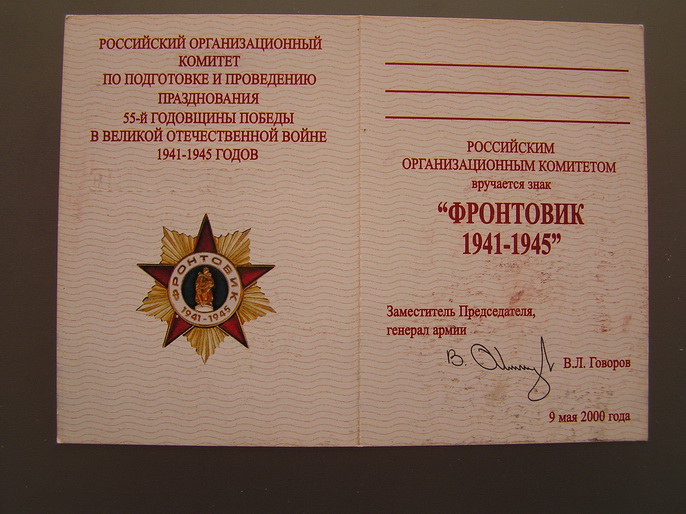 РОССИЙСКИЙ ОРГАНИЗАЦИОННЫЙ
КОМИТЕТ
ПО ПОДГОТОВКЕ И ПРОВЕДЕНИЮ
ПРАЗДНОВАНИЯ
55-й ГОДОВЩИНЫ ПОБЕДЫ
В ВЕЛИКОЙ ОТЕЧЕСТВЕННОЙ ВОЙНЕ
1941-1945 ГОДОВ
ФРОНТОВИК
1941-1945
РОССИЙСКИМ
ОРГАНИЗАЦИОННЫМ КОМИТЕТОМ
вручается знак
“ФРОНТОВИК
1941-1945”
Заместитель Председателя,
генерал армии
В.Л. Говоров
9 мая 2000 года